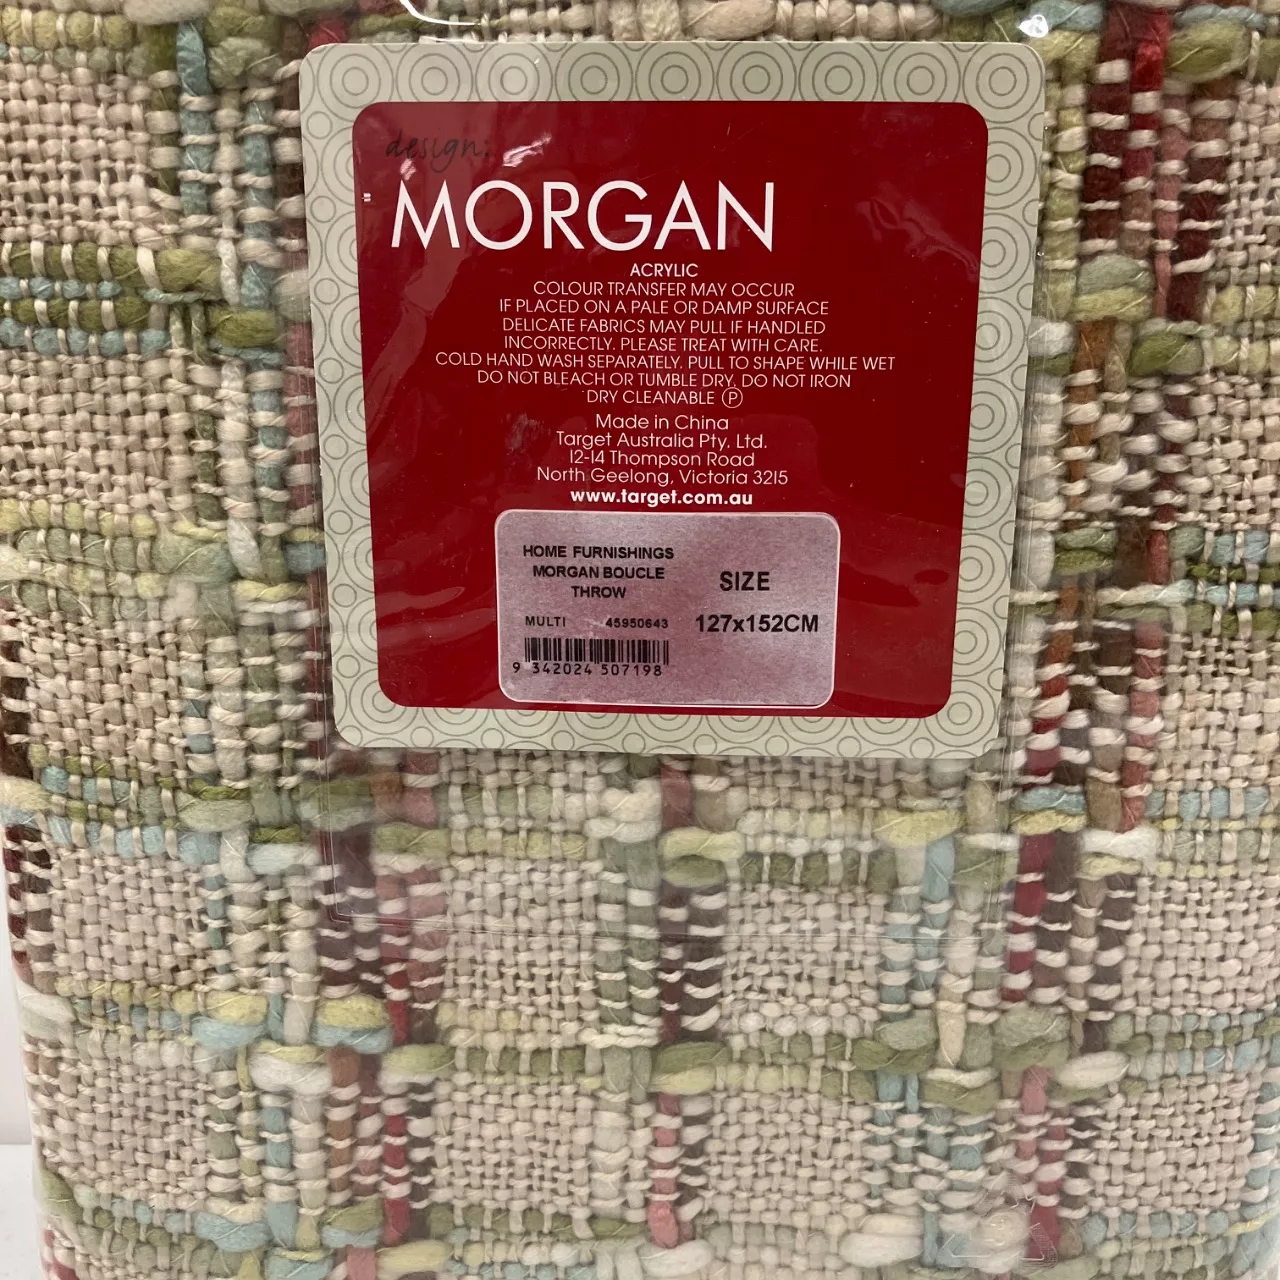 design:
MORGAN
ACRYLIC
COLOUR TRANSFER MAY OCCUR
IF PLACED ON A PALE OR DAMP SURFACE
DELICATE FABRICS MAY PULL IF HANDLED
INCORRECTLY. PLEASE TREAT WITH CARE.
COLD HAND WASH SEPARATELY. PULL TO SHAPE WHILE WET
DO NOT BLEACH OR TUMBLE DRY. DO NOT IRON
DRY CLEANABLE Ⓟ
Made in China
Target Australia Pty. Ltd.
12-14 Thompson Road
North Geelong, Victoria 3215
www.target.com.au
HOME FURNISHINGS
MORGAN BOUCLE
THROW
MULTI 45950643
9 342024 507198
SIZE
127x152CM